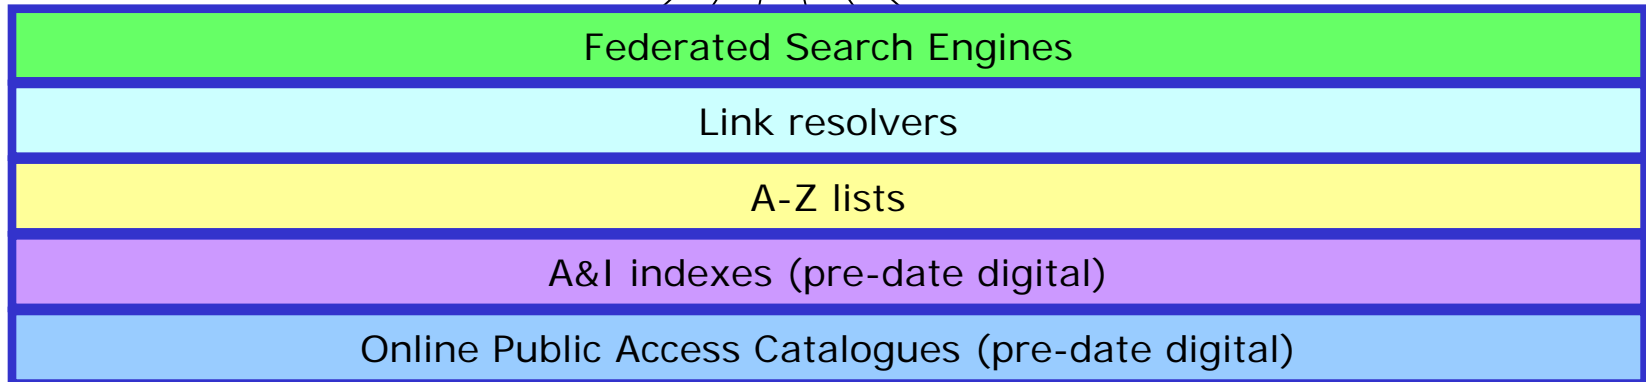 Federated Search Engines
Link resolvers
A-Z lists
A&I indexes (pre-date digital)
Online Public Access Catalogues (pre-date digital)